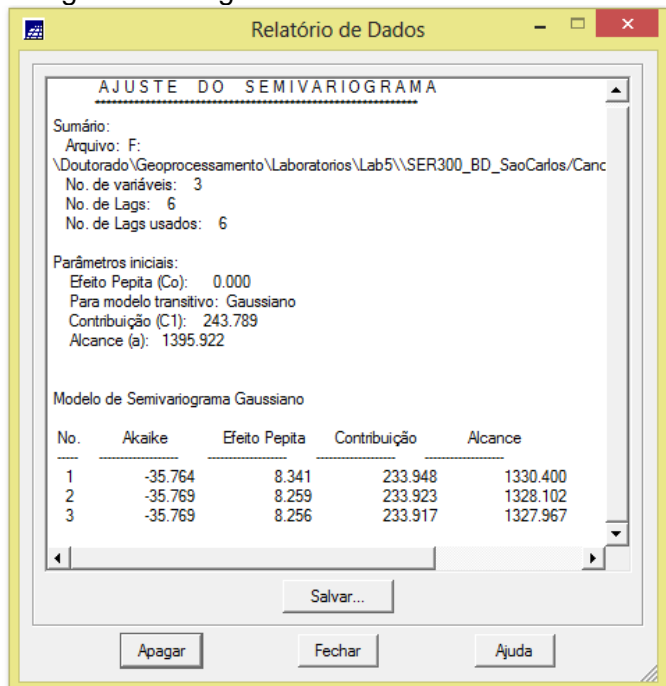 Relatório de Dados
AJUSTE DO SEMIVARIOGRAMA
Sumário:
Arquivo: F:
\Doutorado\Geoprocessamento\Laboratorios\Lab5\\SER300_BD_SaoCarlos/Canc
No. de variáveis: 3
No. de Lags: 6
No. de Lags usados: 6
Parâmetros iniciais:
Efeito Pepita (Co): 0.000
Para modelo transitivo: Gaussiano
Contribuição (C1): 243.789
Alcance (a): 1395.922
Modelo de Semivariograma Gaussiano
No. Akaike Efeito Pepita Contribuição Alcance
1 -35.764 8.341 233.948 1330.400
2 -35.769 8.259 233.923 1328.102
3 -35.769 8.256 233.917 1327.967
Salvar...
Apagar Fechar Ajuda